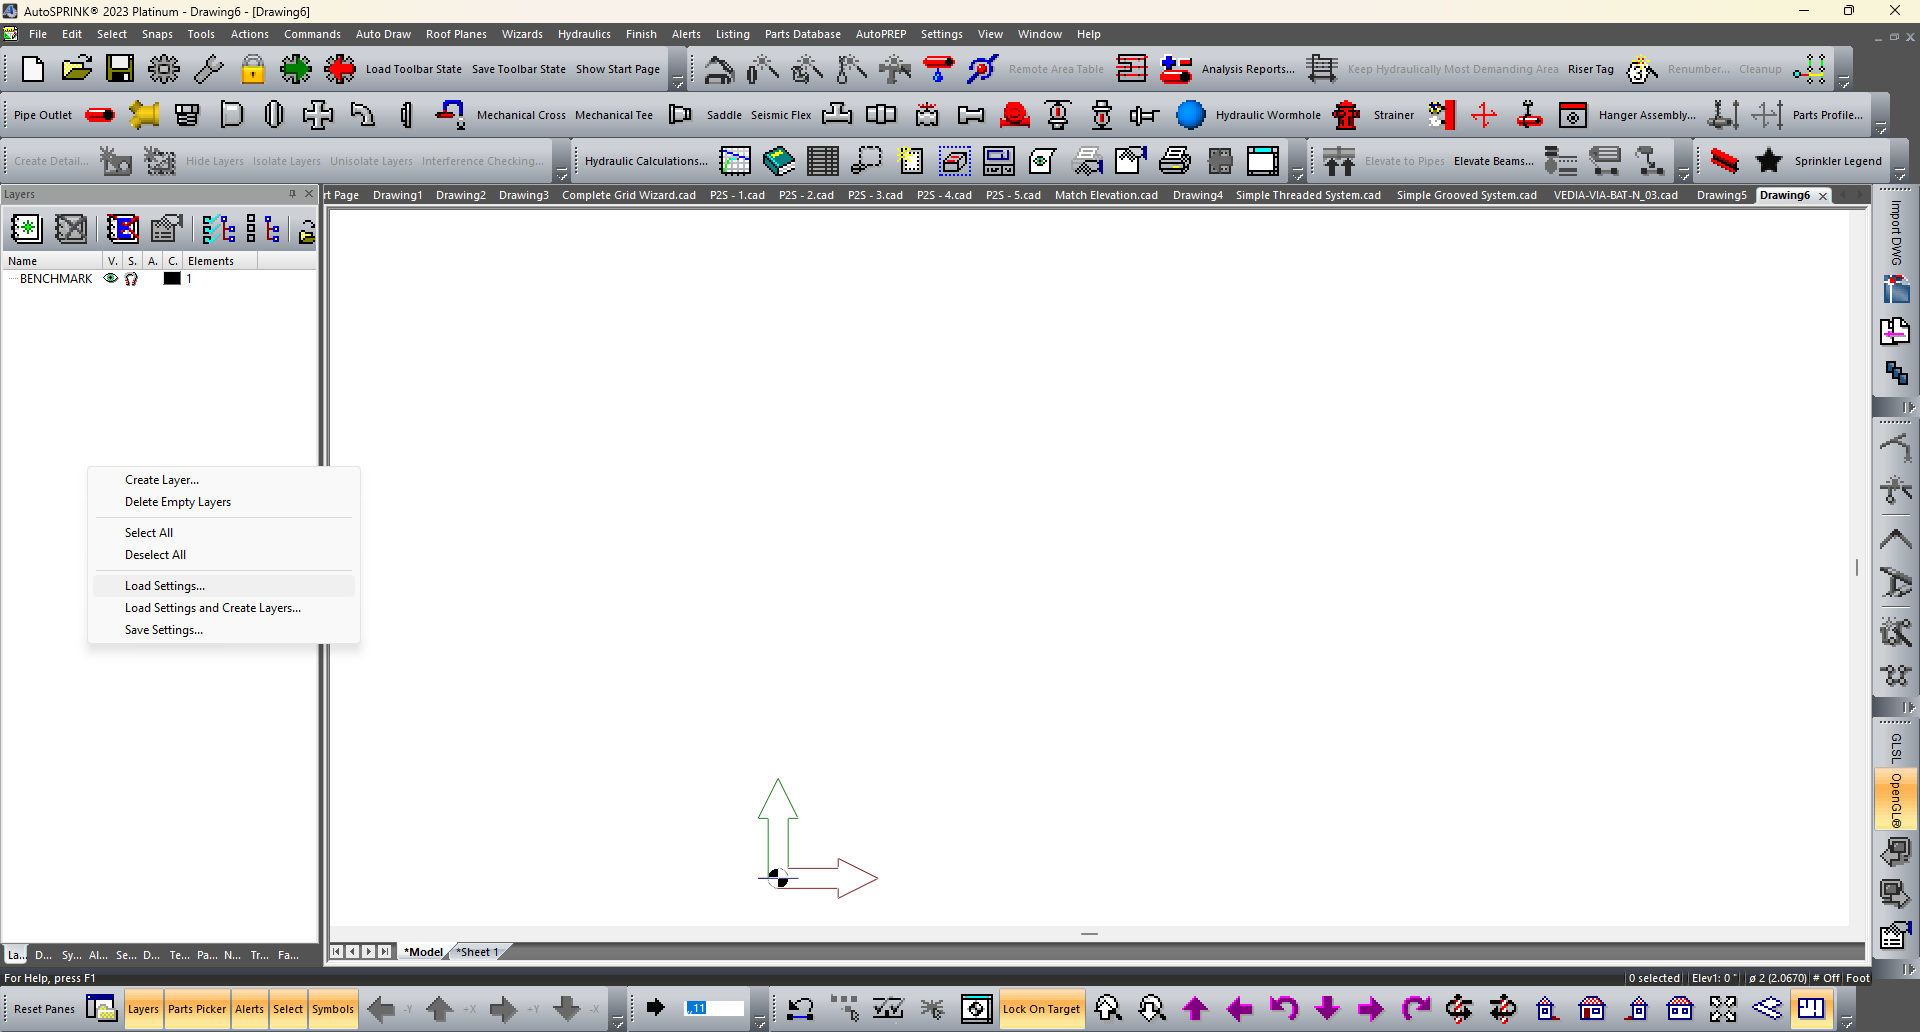 AutoSPRINK® 2023 Platinum - Drawing6 - [Drawing6]
File Edit Select Snaps Tools Actions Commands Auto Draw Roof Planes Wizards Hydraulics Finish Alerts Listing Parts Database AutoPREP Settings View Window Help
Load Toolbar State Save Toolbar State Show Start Page Remote Area Table Analysis Reports... Keep Hydraulically Most Demanding Area Riser Tag Renumber... Cleanup
Pipe Outlet Mechanical Cross Mechanical Tee Saddle Seismic Flex Hydraulic Wormhole Strainer Hanger Assembly... Parts Profile...
Create Detail... Hide Layers Isolate Layers Unisolate Layers Interference Checking... Hydraulic Calculations... Elevate to Pipes Elevate Beams... Sprinkler Legend
Layers
rt Page Drawing1 Drawing2 Drawing3 Complete Grid Wizard.cad P2S - 1.cad P2S - 2.cad P2S - 3.cad P2S - 4.cad P2S - 5.cad Match Elevation.cad Drawing4 Simple Threaded System.cad Simple Grooved System.cad VEDIA-VIA-BAT-N_03.cad Drawing5 Drawing6
Import DWG
Name V. S. A. C. Elements
BENCHMARK 1
Create Layer...
Delete Empty Layers
Select All
Deselect All
Load Settings...
Load Settings and Create Layers...
Save Settings...
GLSL
OpenGL®
*Model *Sheet 1
La... D... Sy... Al... Se... D... Te... Pa... N... Tr... Fa...
For Help, press F1
0 selected Elev1: 0 " ø 2 (2.0670) # Off Foot
Reset Panes Layers Parts Picker Alerts Select Symbols -Y +X +Y -X ,,11 Lock On Target